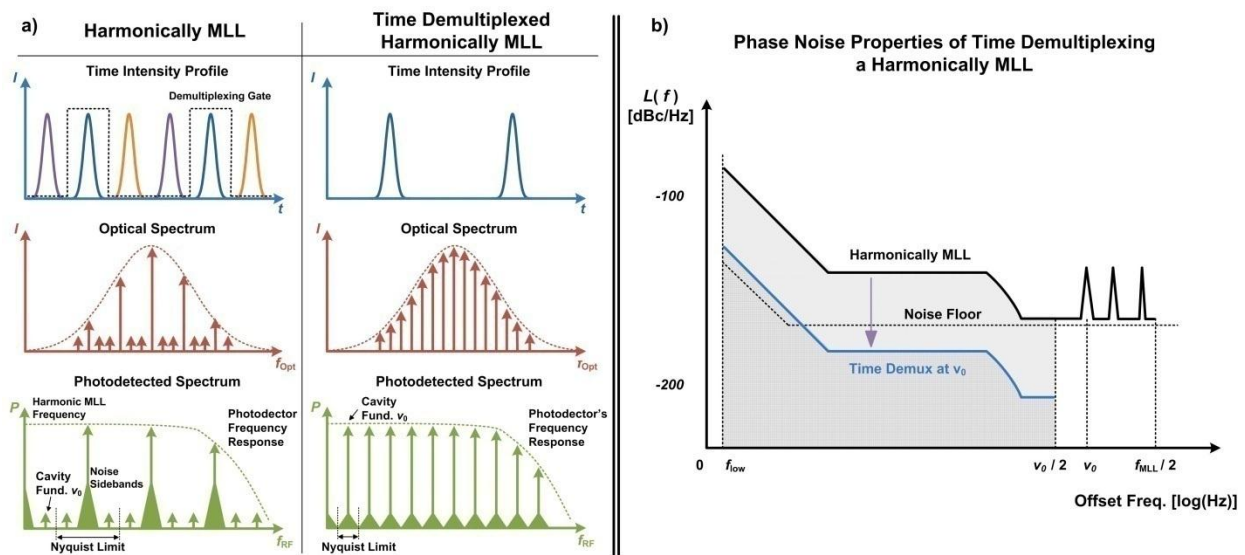 a)
Harmonically MLL
Time Demultiplexed
Harmonically MLL
Time Intensity Profile
I
Demultiplexing Gate
t
Time Intensity Profile
I
t
Optical Spectrum
I
fOpt
Optical Spectrum
I
rOpt
Photodetected Spectrum
P
Harmonic MLL
Frequency
Photodector
Frequency
Response
Cavity
Fund. ν0
Noise
Sidebands
Nyquist Limit
fRF
Photodetected Spectrum
P
Cavity
Fund. ν0
Photodector's
Frequency
Response
Nyquist Limit
fRF
b)
Phase Noise Properties of Time Demultiplexing
a Harmonically MLL
L(f)
[dBc/Hz]
-100
Harmonically MLL
Noise Floor
Time Demux at ν0
-200
0
flow
ν0 / 2
ν0
fMLL / 2
Offset Freq. [log(Hz)]